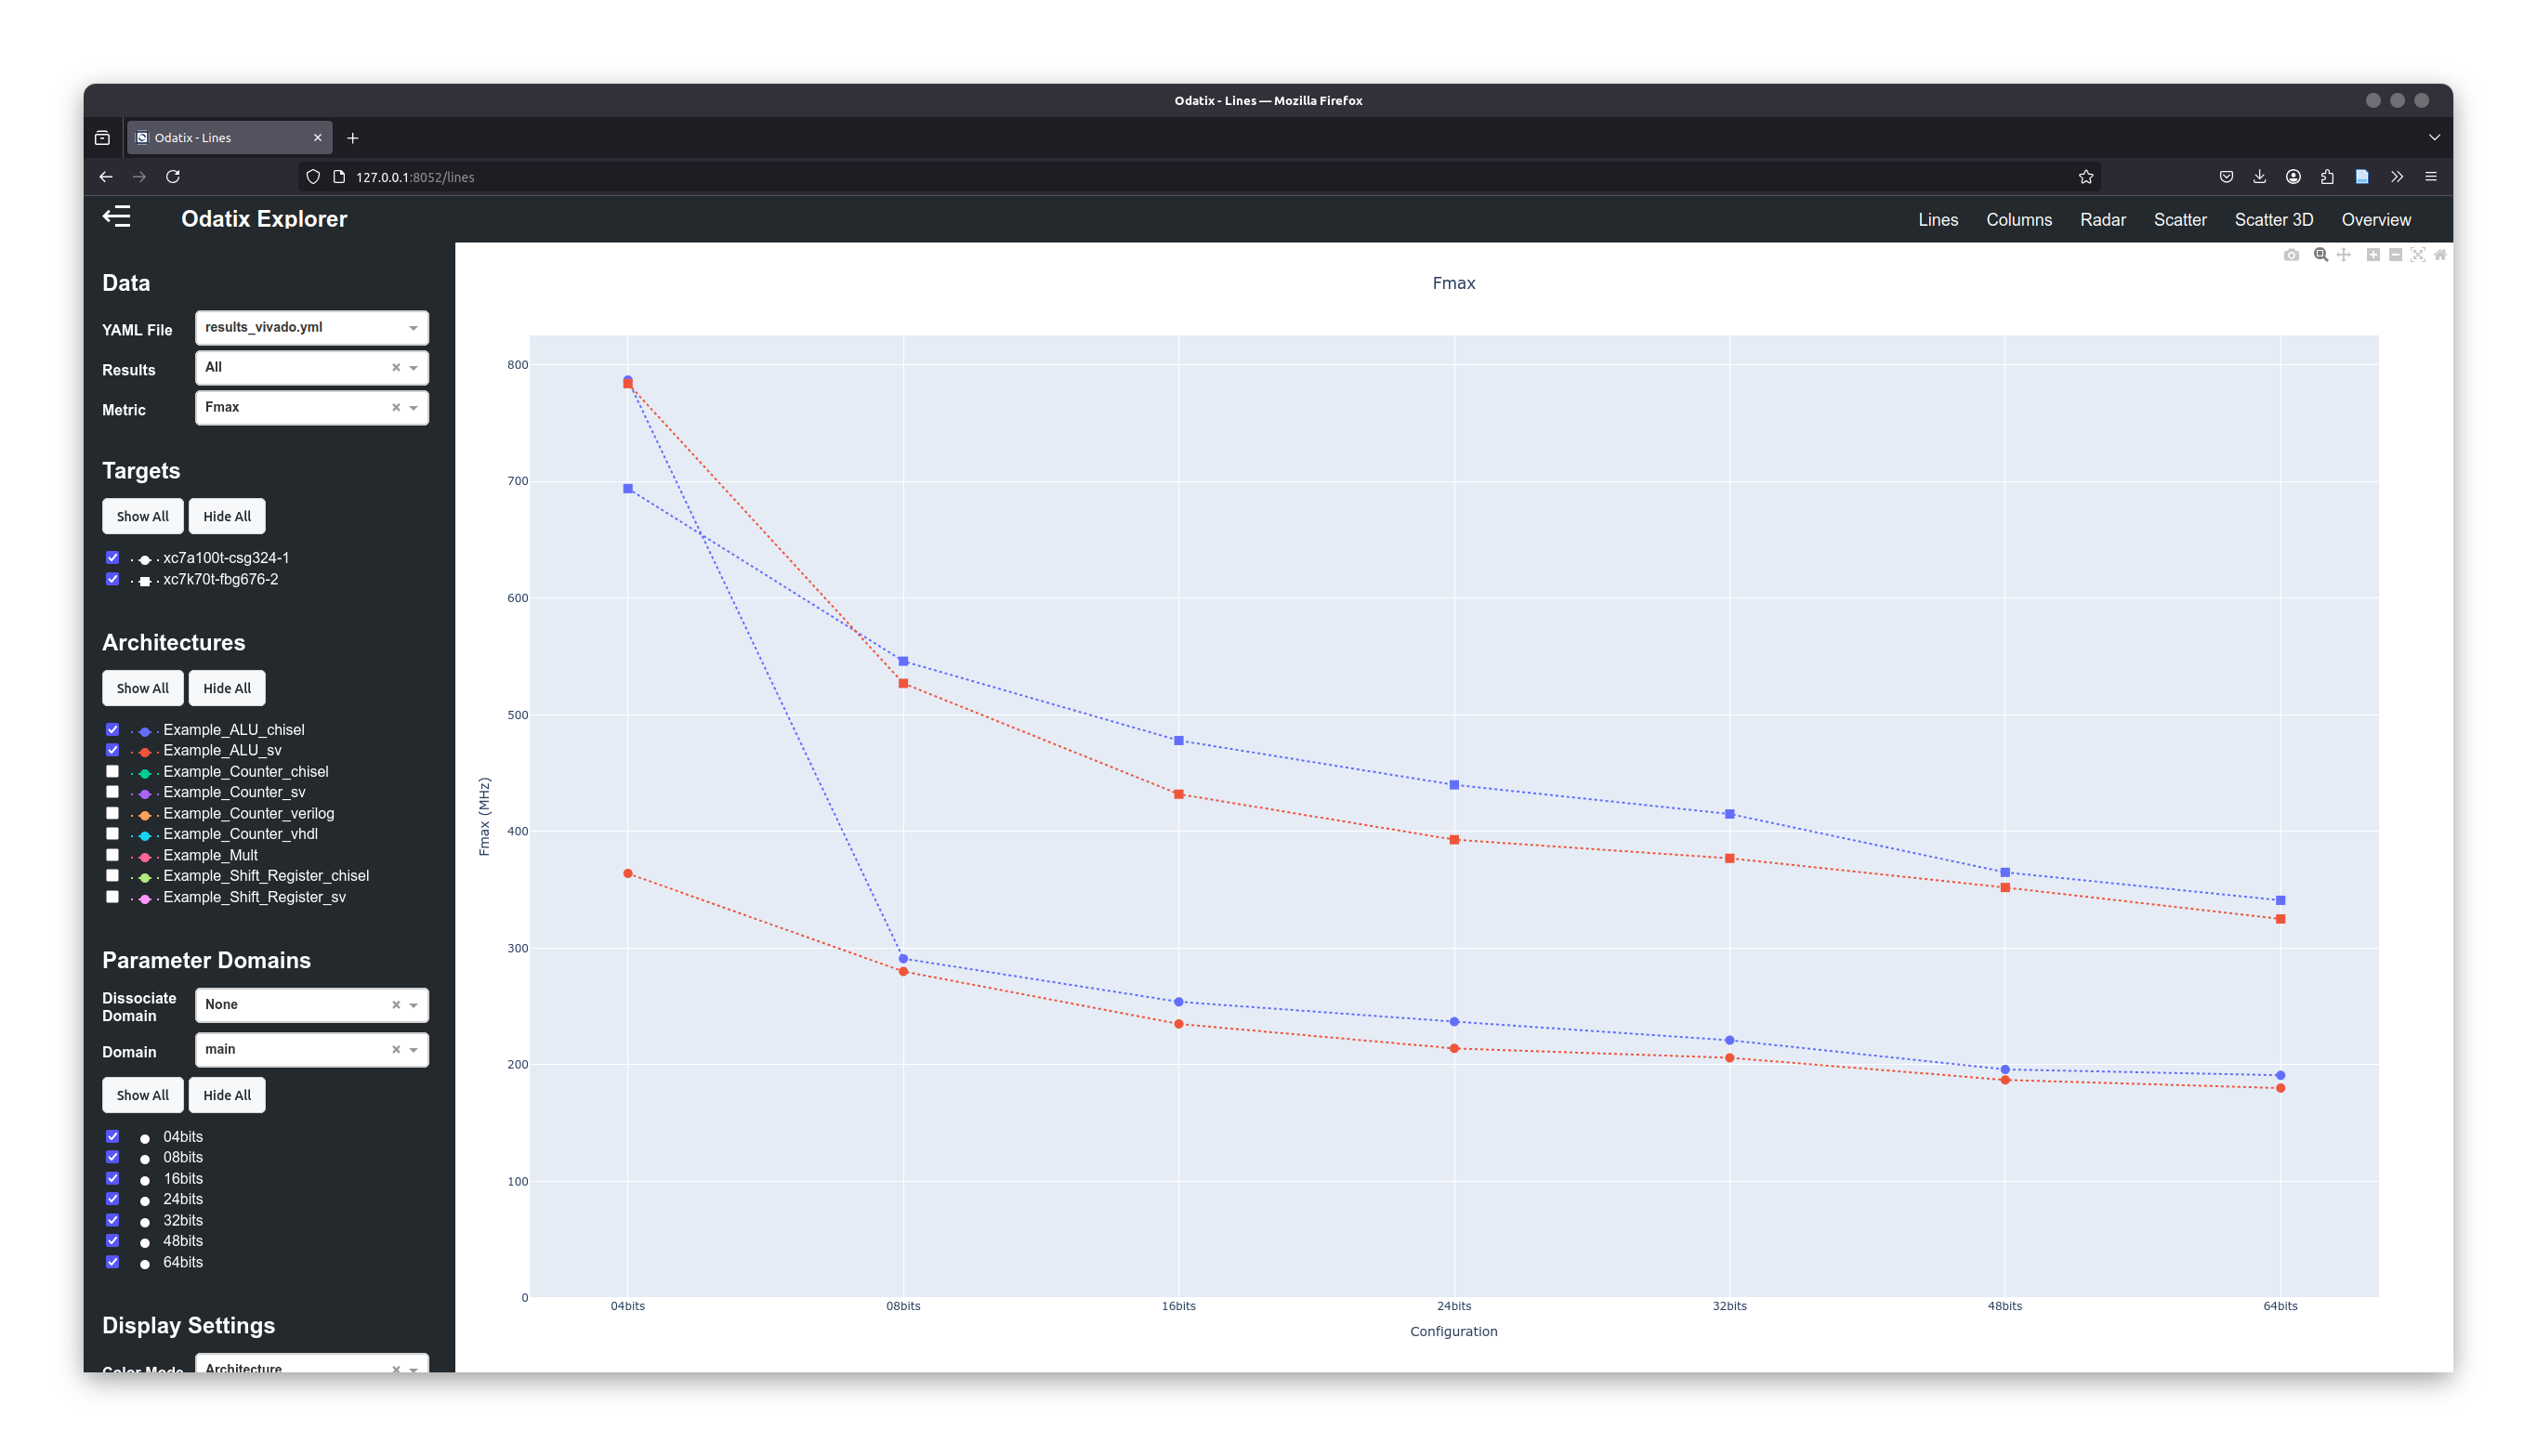 Odatix - Lines — Mozilla Firefox
Odatix - Lines
127.0.0.1:8052/lines
Odatix Explorer
Lines Columns Radar Scatter Scatter 3D Overview
Data
YAML File results_vivado.yml
Results All
Metric Fmax
Targets
Show All Hide All
xc7a100t-csg324-1
xc7k70t-fbg676-2
Architectures
Show All Hide All
Example_ALU_chisel
Example_ALU_sv
Example_Counter_chisel
Example_Counter_sv
Example_Counter_verilog
Example_Counter_vhdl
Example_Mult
Example_Shift_Register_chisel
Example_Shift_Register_sv
Parameter Domains
Dissociate
Domain
None
Domain main
Show All Hide All
04bits
08bits
16bits
24bits
32bits
48bits
64bits
Display Settings
Color Mode Architecture
Fmax
800
700
600
500
400
300
200
100
0
Fmax (MHz)
04bits 08bits 16bits 24bits 32bits 48bits 64bits
Configuration